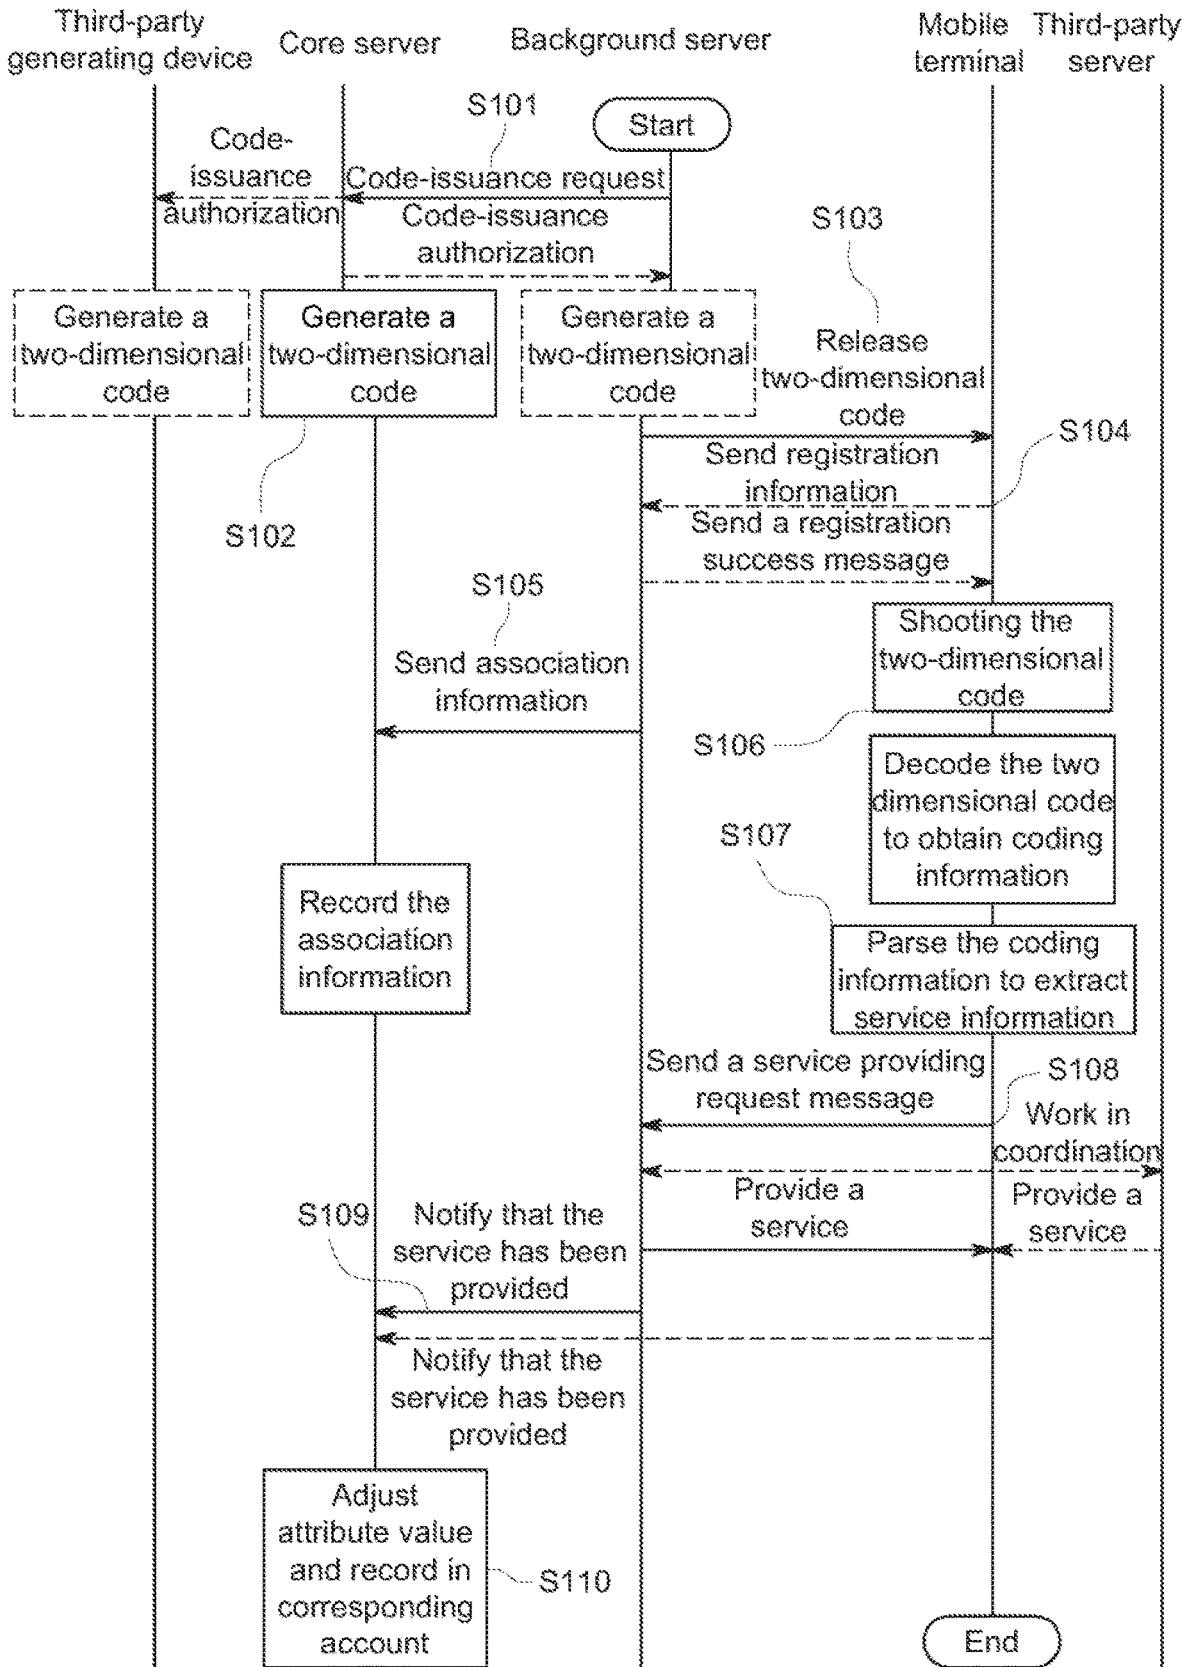 Third-party
generating device
Core server
Background server
Mobile
terminal
Third-party
server
S101
Start
Code-
issuance
authorization
Code-issuance request
Code-issuance
authorization
S103
Generate a
two-dimensional
code
Generate a
two-dimensional
code
Generate a
two-dimensional
code
Release
two-dimensional
code
S102
S104
Send registration
information
Send a registration
success message
S105
Send association
information
Shooting the
two-dimensional
code
S106
Decode the two
dimensional code
to obtain coding
information
S107
Record the
association
information
Parse the coding
information to extract
service information
Send a service providing
request message
S108
Work in
coordination
Provide a
service
Provide a
service
S109
Notify that the
service has been
provided
Notify that the
service has been
provided
Adjust
attribute value
and record in
corresponding
account
S110
End